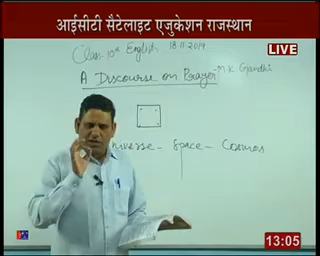 आईसीटी सैटेलाइट एजुकेशन राजस्थान
LIVE
Class-10th English 18.11.2019
A Discourse on Prayer -M.K Gandhi
Space - Cosmos
13:05